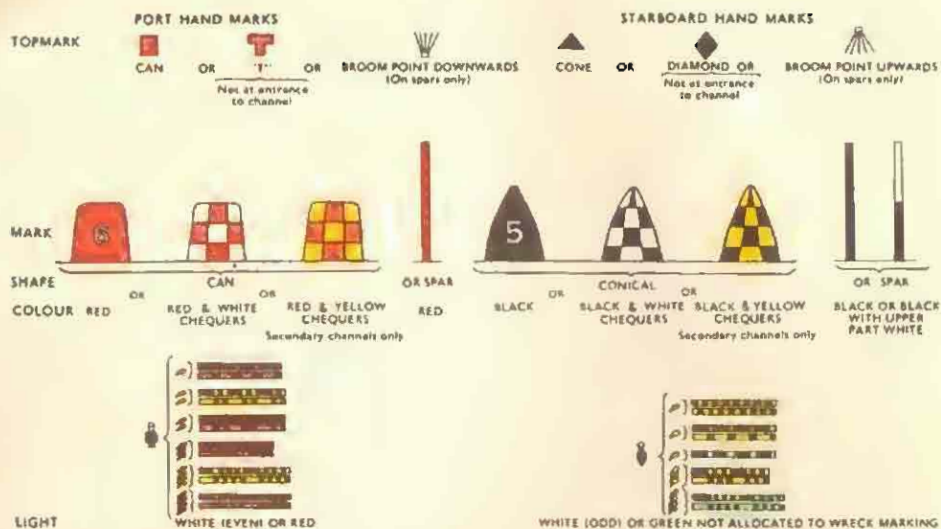 PORT HAND MARKS
STARBOARD HAND MARKS
TOPMARK
CAN OR "T" OR BROOM POINT DOWNWARDS
(On spars only)
Not at entrance
to channel
CONE OR DIAMOND OR BROOM POINT UPWARDS
(On spars only)
Not at entrance
to channel
MARK
6
5
SHAPE
CAN
OR SPAR
CONICAL
OR SPAR
COLOUR RED OR RED & WHITE
CHEQUERS
OR RED & YELLOW
CHEQUERS
Secondary channels only
RED
BLACK OR BLACK & WHITE
CHEQUERS
OR BLACK & YELLOW
CHEQUERS
Secondary channels only
BLACK OR BLACK
WITH UPPER
PART WHITE
LIGHT
WHITE (EVEN) OR RED
WHITE (ODD) OR GREEN NOT ALLOCATED TO WRECK MARKING